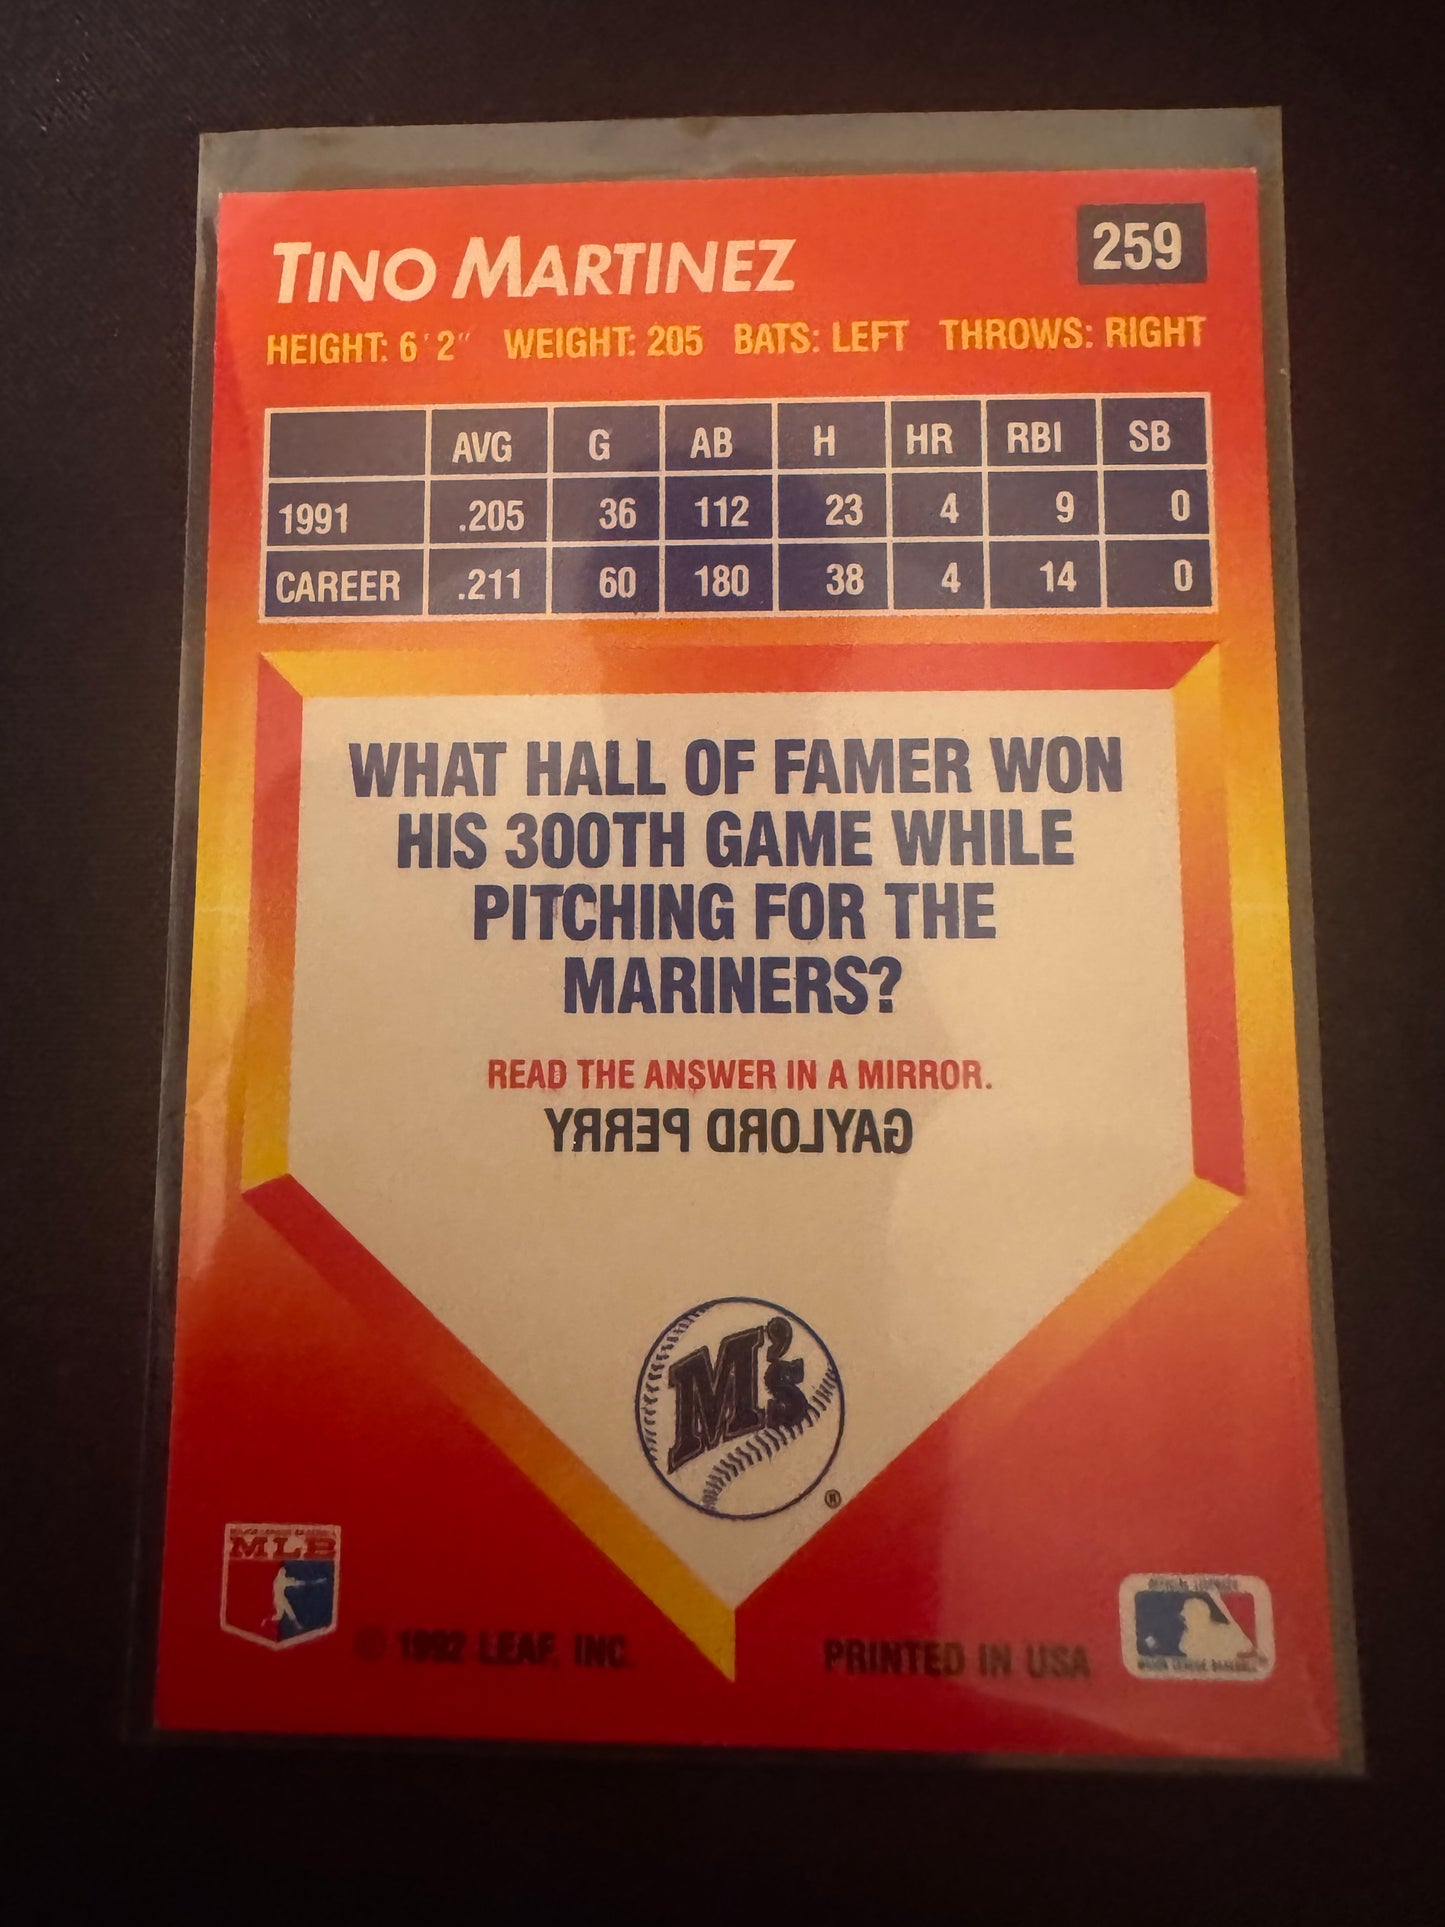 TINO MARTINEZ
259
HEIGHT: 6'2" WEIGHT: 205 BATS: LEFT THROWS: RIGHT
AVG G AB H HR RBI SB
1991 .205 36 112 23 4 9 0
CAREER .211 60 180 38 4 14 0
WHAT HALL OF FAMER WON
HIS 300TH GAME WHILE
PITCHING FOR THE
MARINERS?
READ THE ANSWER IN A MIRROR.
GAYLORD PERRY
M's
®
MAJOR LEAGUE BASEBALL
MLB
© 1992 LEAF, INC.
PRINTED IN USA